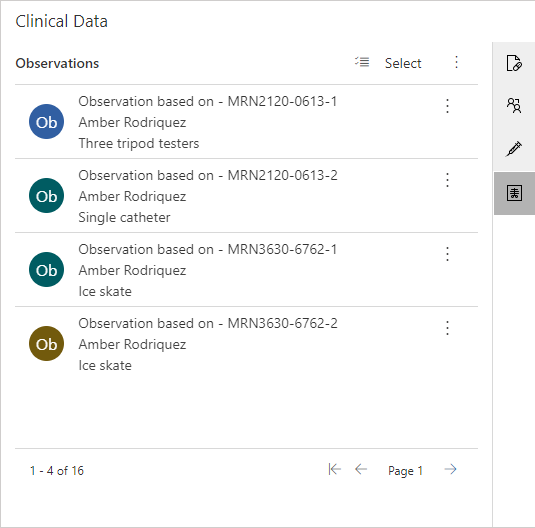 Clinical Data
Observations
Select
Ob
Observation based on - MRN2120-0613-1
Amber Rodriquez
Three tripod testers
Ob
Observation based on - MRN2120-0613-2
Amber Rodriquez
Single catheter
Ob
Observation based on - MRN3630-6762-1
Amber Rodriquez
Ice skate
Ob
Observation based on - MRN3630-6762-2
Amber Rodriquez
Ice skate
1 - 4 of 16
Page 1